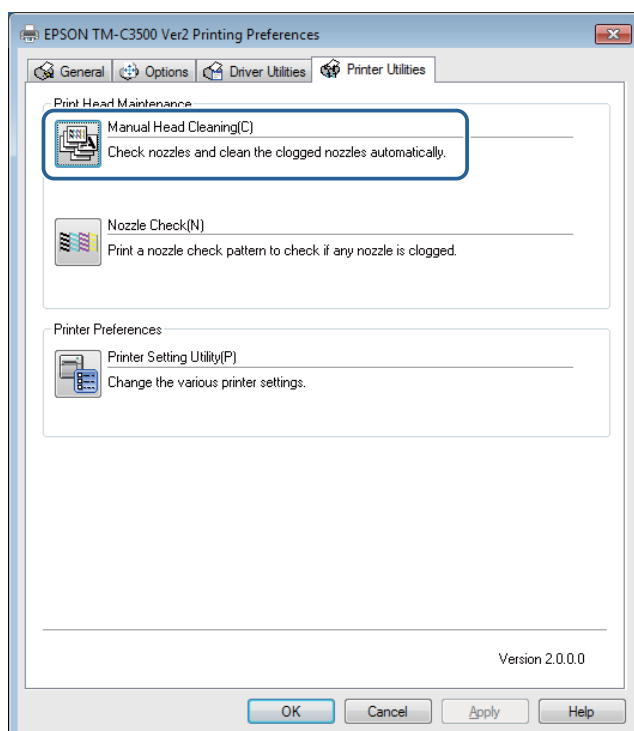 EPSON TM-C3500 Ver2 Printing Preferences
General Options Driver Utilities Printer Utilities
Print Head Maintenance
Manual Head Cleaning(C)
Check nozzles and clean the clogged nozzles automatically.
Nozzle Check(N)
Print a nozzle check pattern to check if any nozzle is clogged.
Printer Preferences
Printer Setting Utility(P)
Change the various printer settings.
Version 2.0.0.0
OK Cancel Apply Help